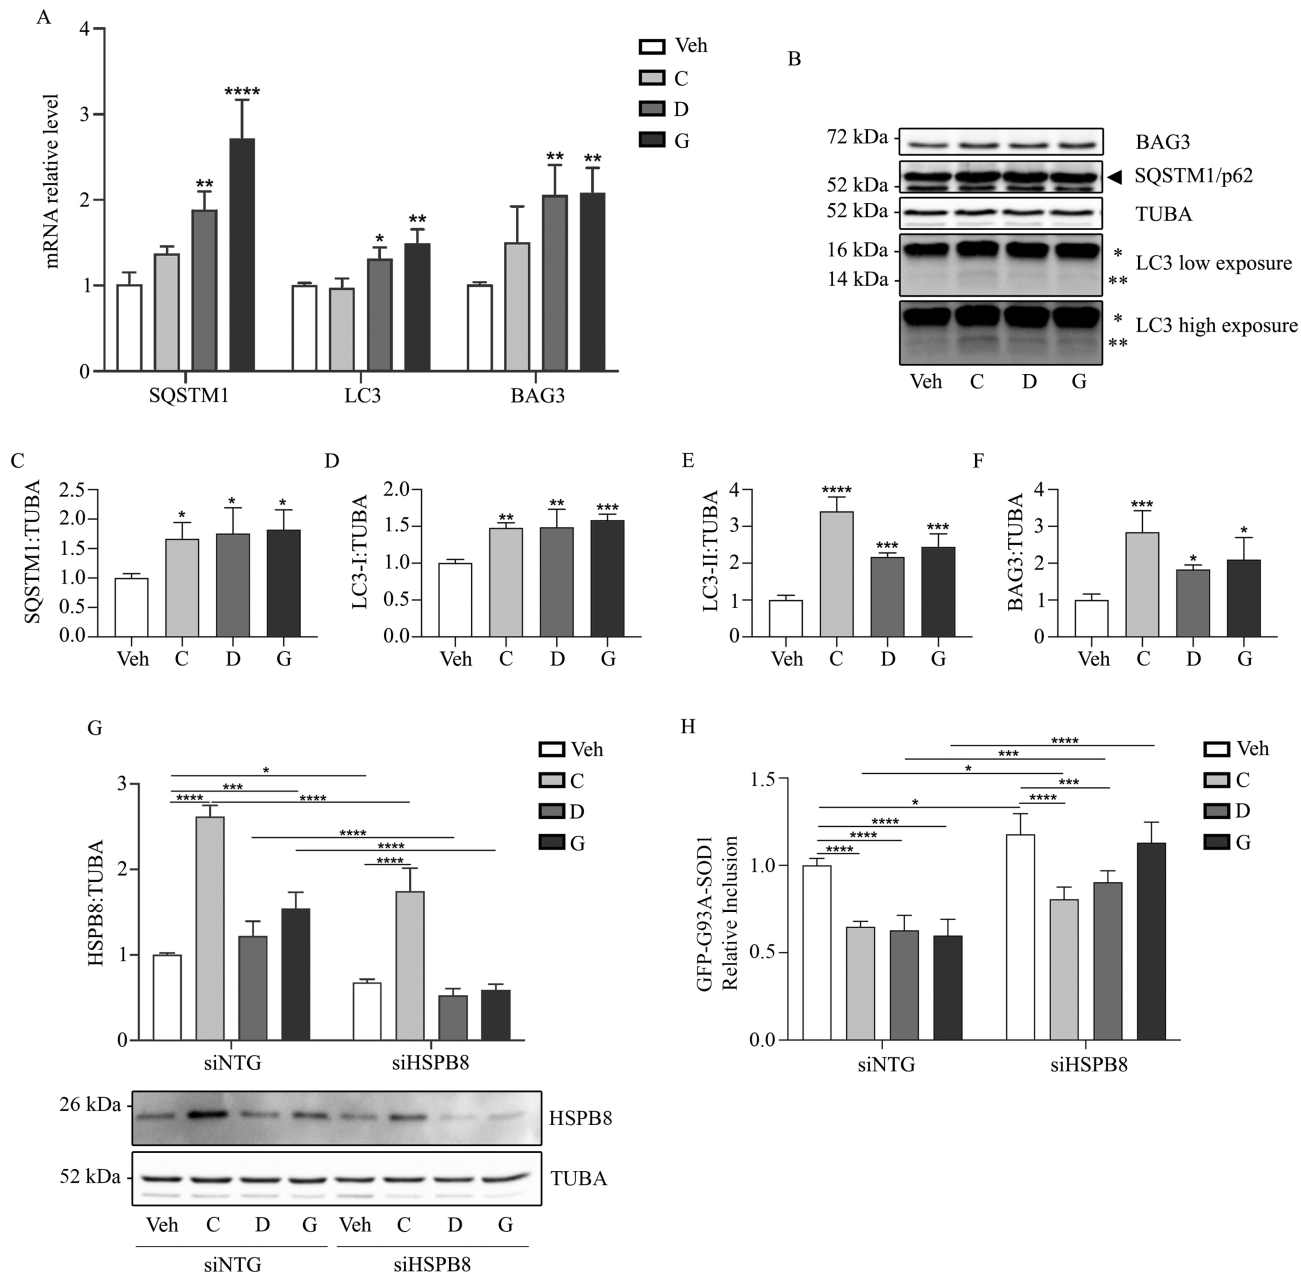 A
mRNA relative level
4
3
2
1
0
****
**
*
**
**
**
SQSTM1 LC3 BAG3
Veh
C
D
G
B
72 kDa BAG3
52 kDa SQSTM1/p62
52 kDa TUBA
16 kDa * LC3 low exposure
14 kDa **
* LC3 high exposure
**
Veh C D G
C
SQSTM1:TUBA
2.5
2.0
1.5
1.0
0.5
0.0
* * *
Veh C D G
D
LC3-I:TUBA
2.0
1.5
1.0
0.5
0.0
** ** ***
Veh C D G
E
LC3-II:TUBA
4
3
2
1
0
**** *** ***
Veh C D G
F
BAG3:TUBA
4
3
2
1
0
*** * *
Veh C D G
G
HSPB8:TUBA
3
2
1
0
*
***
**** ****
****
****
****
siNTG siHSPB8
Veh
C
D
G
26 kDa HSPB8
52 kDa TUBA
Veh C D G Veh C D G
siNTG siHSPB8
H
GFP-G93A-SOD1
Relative Inclusion
1.5
1.0
0.5
0.0
****
***
*
***
* ****
****
****
****
siNTG siHSPB8
Veh
C
D
G